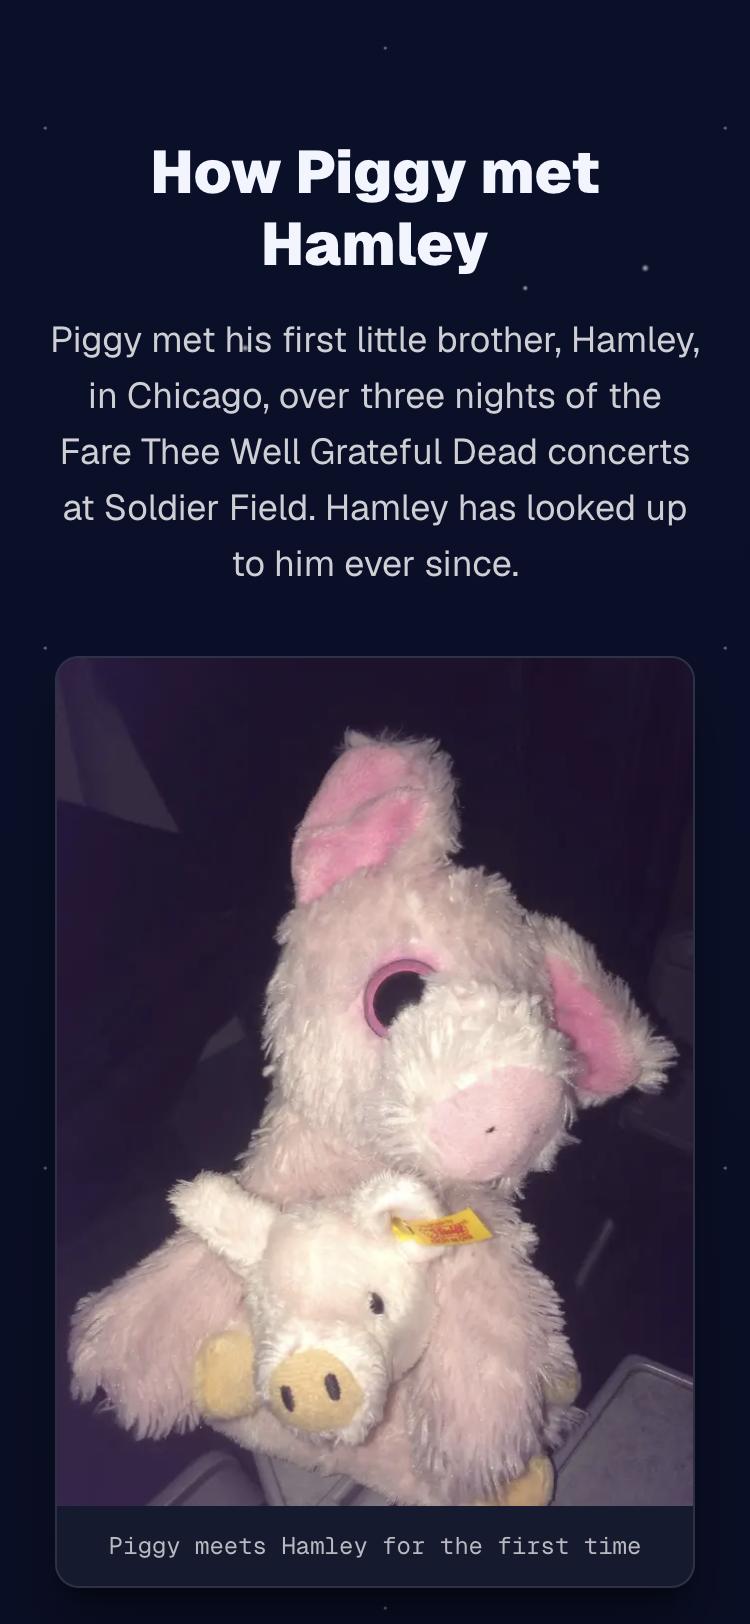 How Piggy met
Hamley
Piggy met his first little brother, Hamley,
in Chicago, over three nights of the
Fare Thee Well Grateful Dead concerts
at Soldier Field. Hamley has looked up
to him ever since.
Piggy meets Hamley for the first time